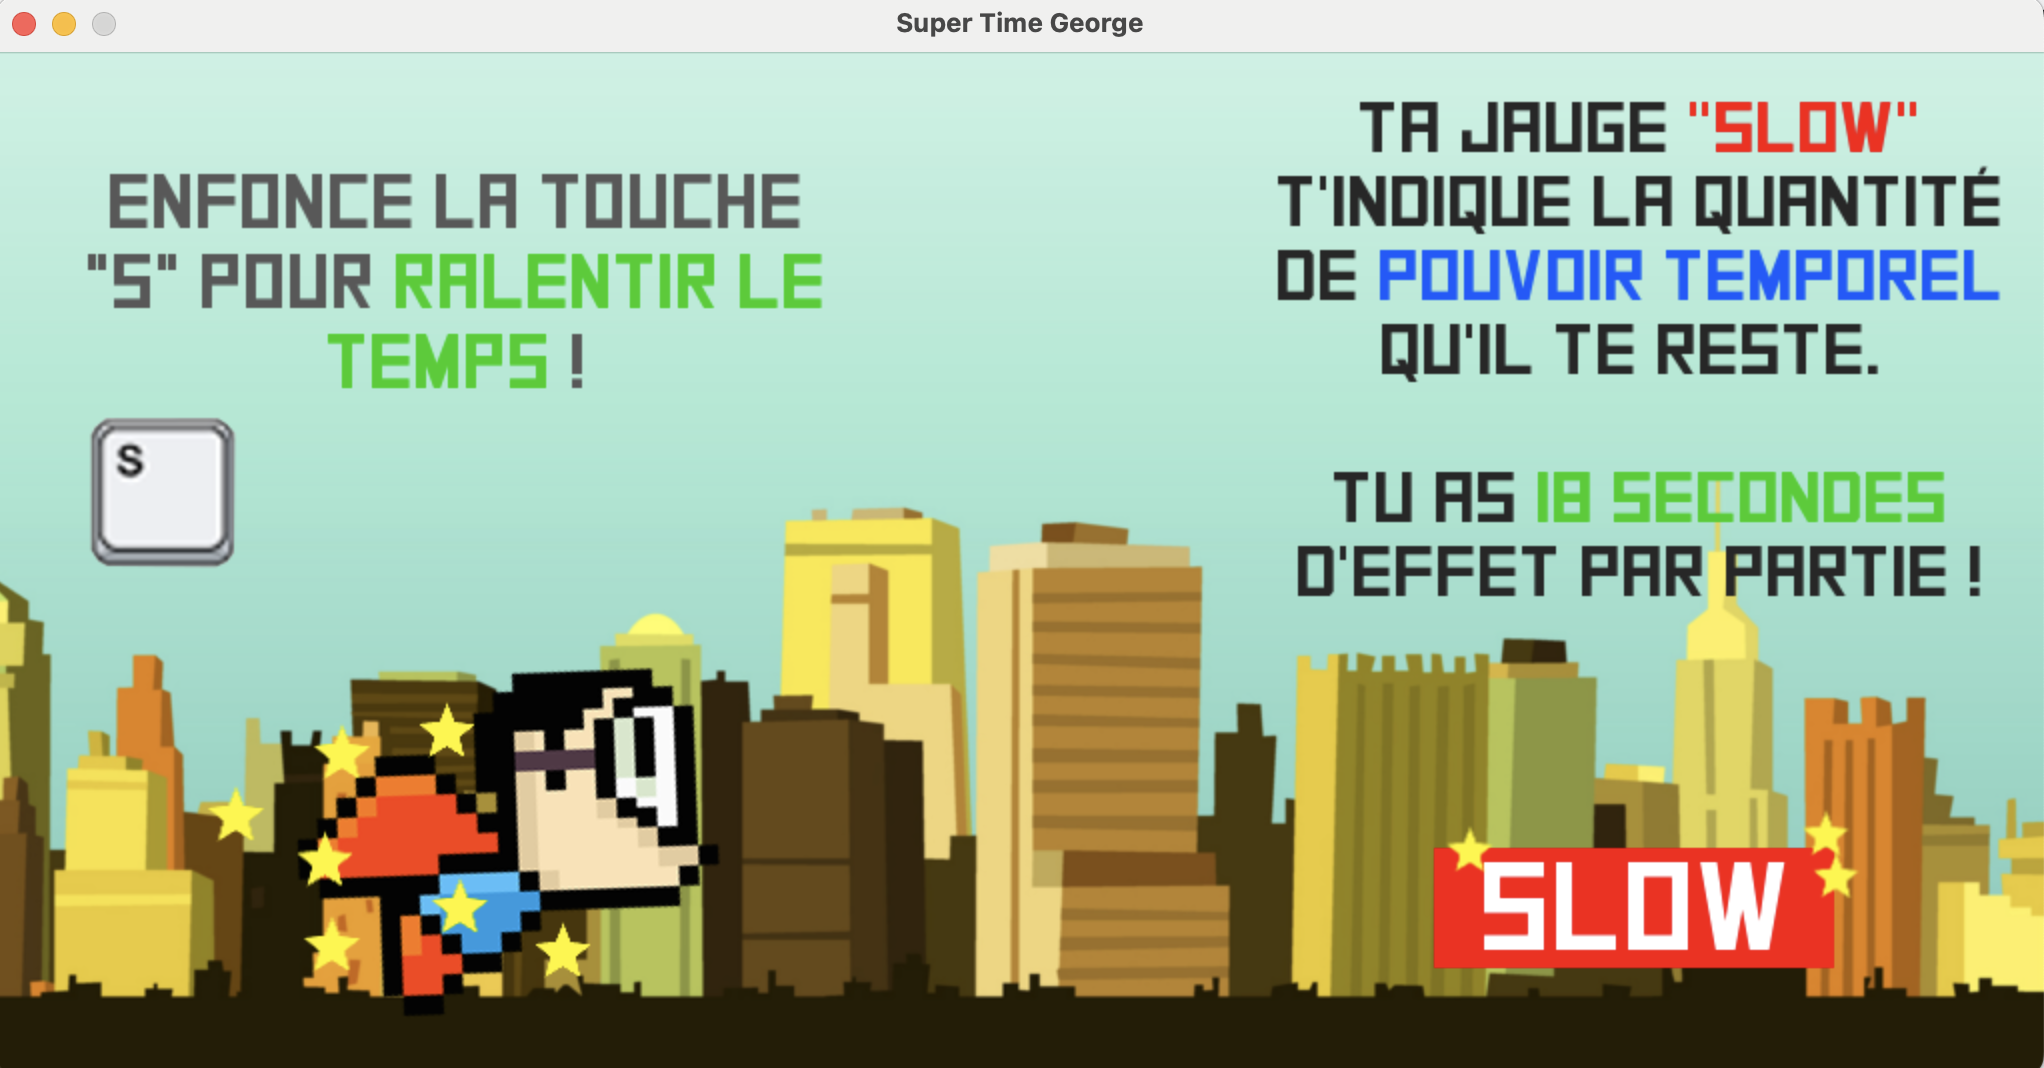 Super Time George
ENFONCE LA TOUCHE
"S" POUR RALENTIR LE
TEMPS !
S
TA JAUGE "SLOW"
T'INDIQUE LA QUANTITÉ
DE POUVOIR TEMPOREL
QU'IL TE RESTE.
TU AS 18 SECONDES
D'EFFET PAR PARTIE !
SLOW